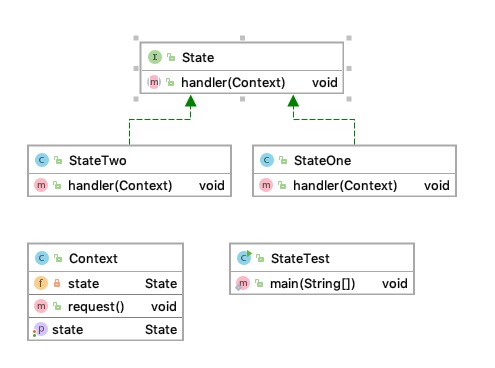 I State
m handler(Context) void
C StateTwo
m handler(Context) void
C StateOne
m handler(Context) void
C Context
f state State
m request() void
p state State
C StateTest
m main(String[]) void